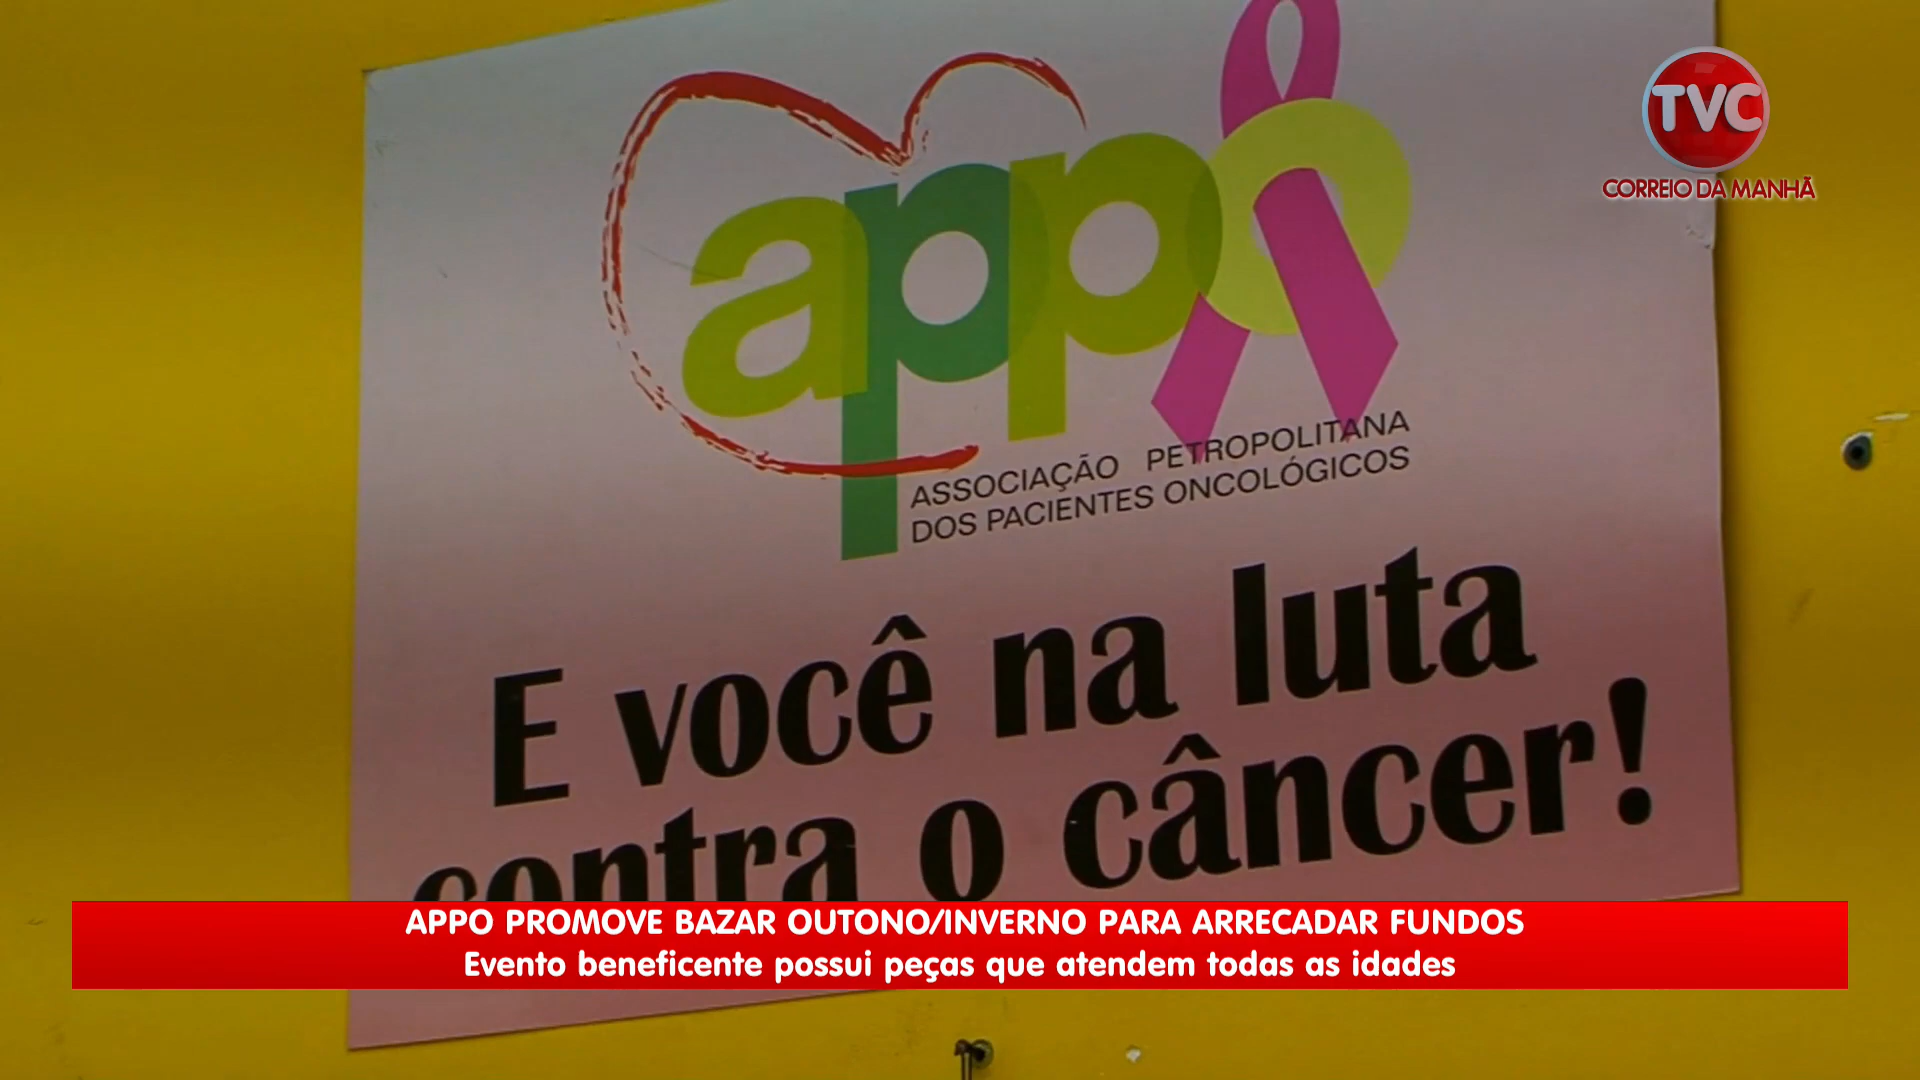 TVC
CORREIO DA MANHÃ
appo
ASSOCIAÇÃO PETROPOLITANA
DOS PACIENTES ONCOLÓGICOS
E você na luta
contra o câncer!
APPO PROMOVE BAZAR OUTONO/INVERNO PARA ARRECADAR FUNDOS
Evento beneficente possui peças que atendem todas as idades